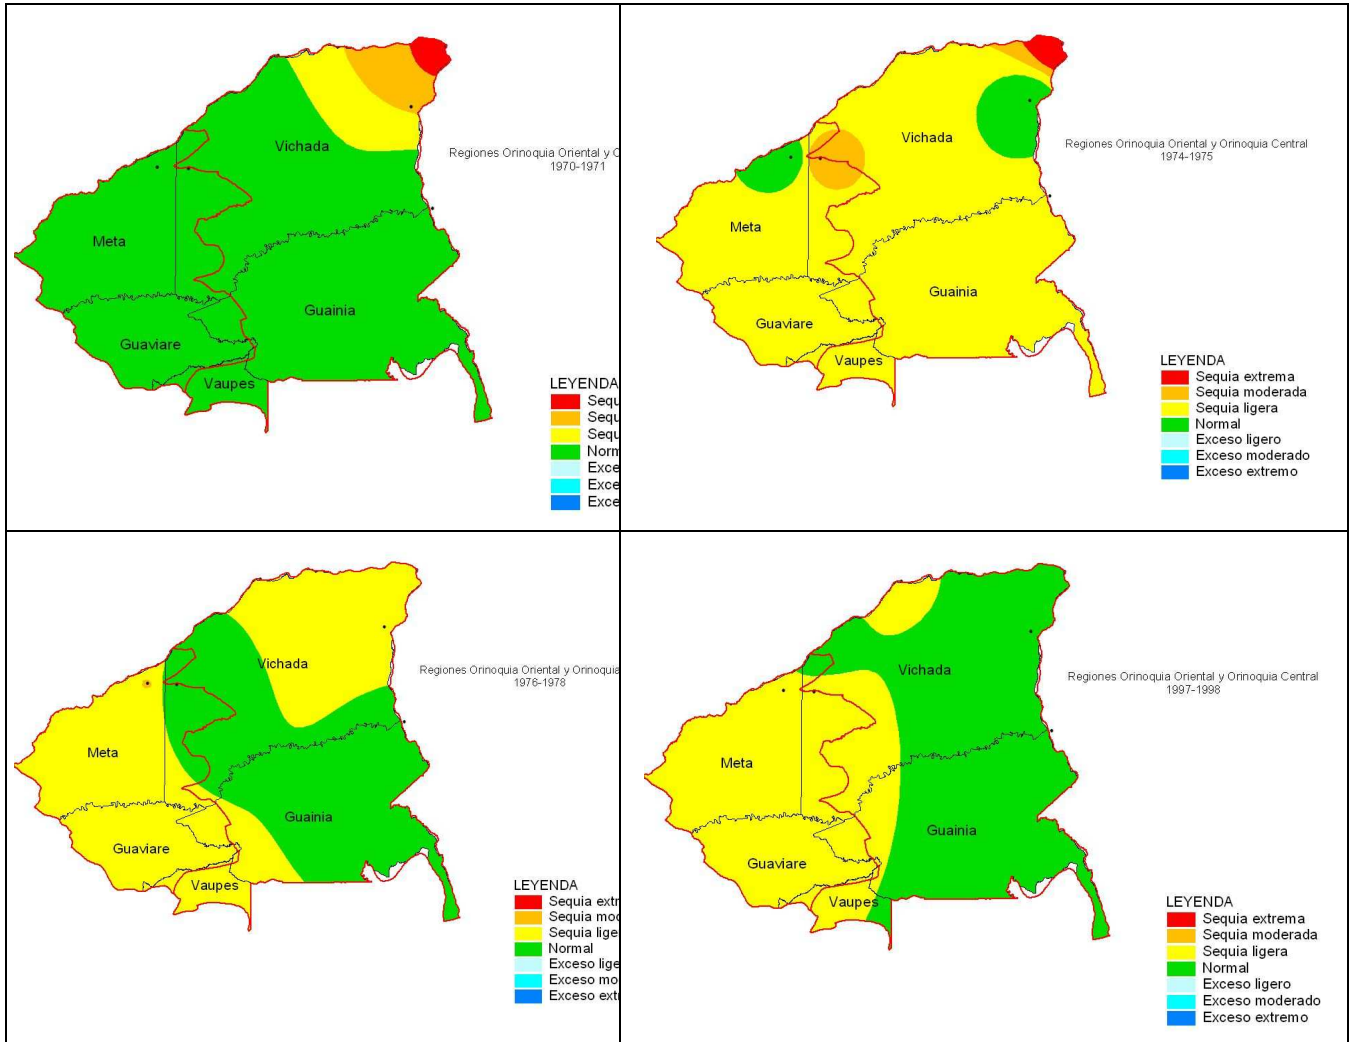 Vichada
Regiones Orinoquia Oriental y O
1970-1971
Meta
Guainia
Guaviare
Vaupes
LEYENDA
Sequ
Sequ
Sequ
Norm
Exce
Exce
Exce
Vichada
Regiones Orinoquia Oriental y Orinoquia Central
1974-1975
Meta
Guainia
Guaviare
Vaupes
LEYENDA
Sequia extrema
Sequia moderada
Sequia ligera
Normal
Exceso ligero
Exceso moderado
Exceso extremo
Vichada
Regiones Orinoquia Oriental y Orinoquia
1976-1978
Meta
Guainia
Guaviare
Vaupes
LEYENDA
Sequia extr
Sequia mod
Sequia lige
Normal
Exceso lige
Exceso mo
Exceso ext
Vichada
Regiones Orinoquia Oriental y Orinoquia Central
1997-1998
Meta
Guainia
Guaviare
Vaupes
LEYENDA
Sequia extrema
Sequia moderada
Sequia ligera
Normal
Exceso ligero
Exceso moderado
Exceso extremo